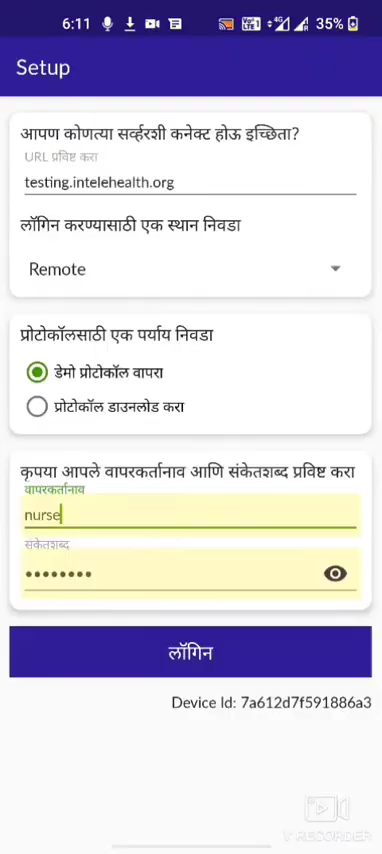 6:11
35%
Setup
आपण कोणत्या सर्व्हरशी कनेक्ट होऊ इच्छिता?
URL प्रविष्ट करा
testing.intelehealth.org
लॉगिन करण्यासाठी एक स्थान निवडा
Remote
प्रोटोकॉलसाठी एक पर्याय निवडा
डेमो प्रोटोकॉल वापरा
प्रोटोकॉल डाउनलोड करा
कृपया आपले वापरकर्तानाव आणि संकेतशब्द प्रविष्ट करा
वापरकर्तानाव
nurse
संकेतशब्द
••••••••
लॉगिन
Device Id: 7a612d7f591886a3
V RECORDER